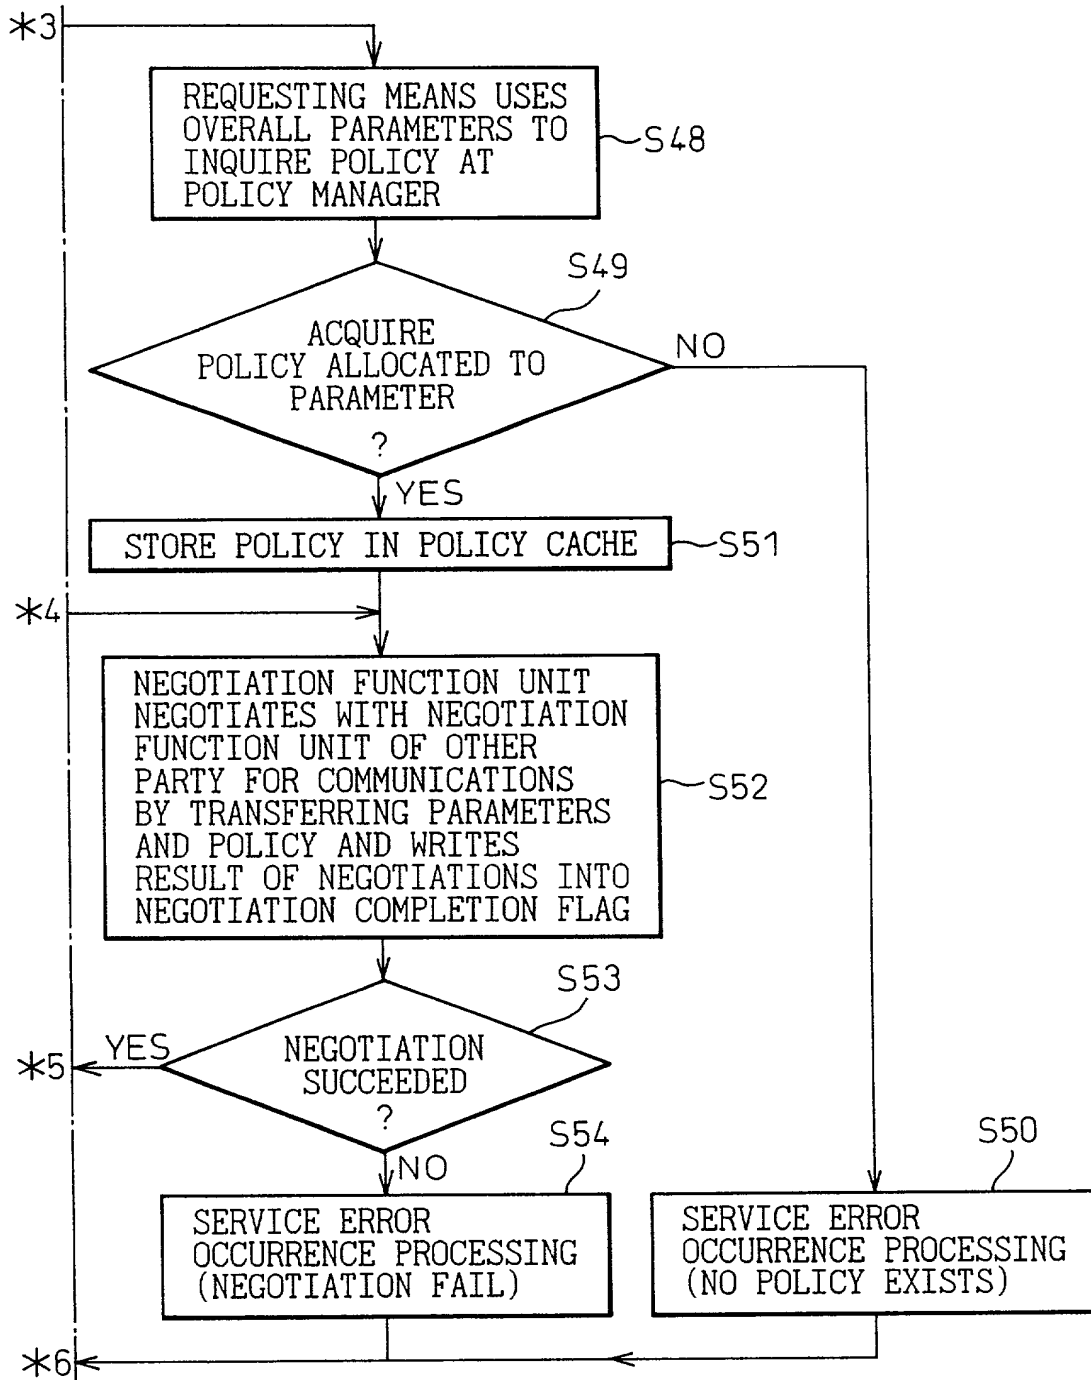 *3
REQUESTING MEANS USES
OVERALL PARAMETERS TO
INQUIRE POLICY AT
POLICY MANAGER
S48
S49
ACQUIRE
POLICY ALLOCATED TO
PARAMETER
?
NO
YES
STORE POLICY IN POLICY CACHE
S51
*4
NEGOTIATION FUNCTION UNIT
NEGOTIATES WITH NEGOTIATION
FUNCTION UNIT OF OTHER
PARTY FOR COMMUNICATIONS
BY TRANSFERRING PARAMETERS
AND POLICY AND WRITES
RESULT OF NEGOTIATIONS INTO
NEGOTIATION COMPLETION FLAG
S52
S53
YES
*5
NEGOTIATION
SUCCEEDED
?
NO
S54
SERVICE ERROR
OCCURRENCE PROCESSING
(NEGOTIATION FAIL)
S50
SERVICE ERROR
OCCURRENCE PROCESSING
(NO POLICY EXISTS)
*6